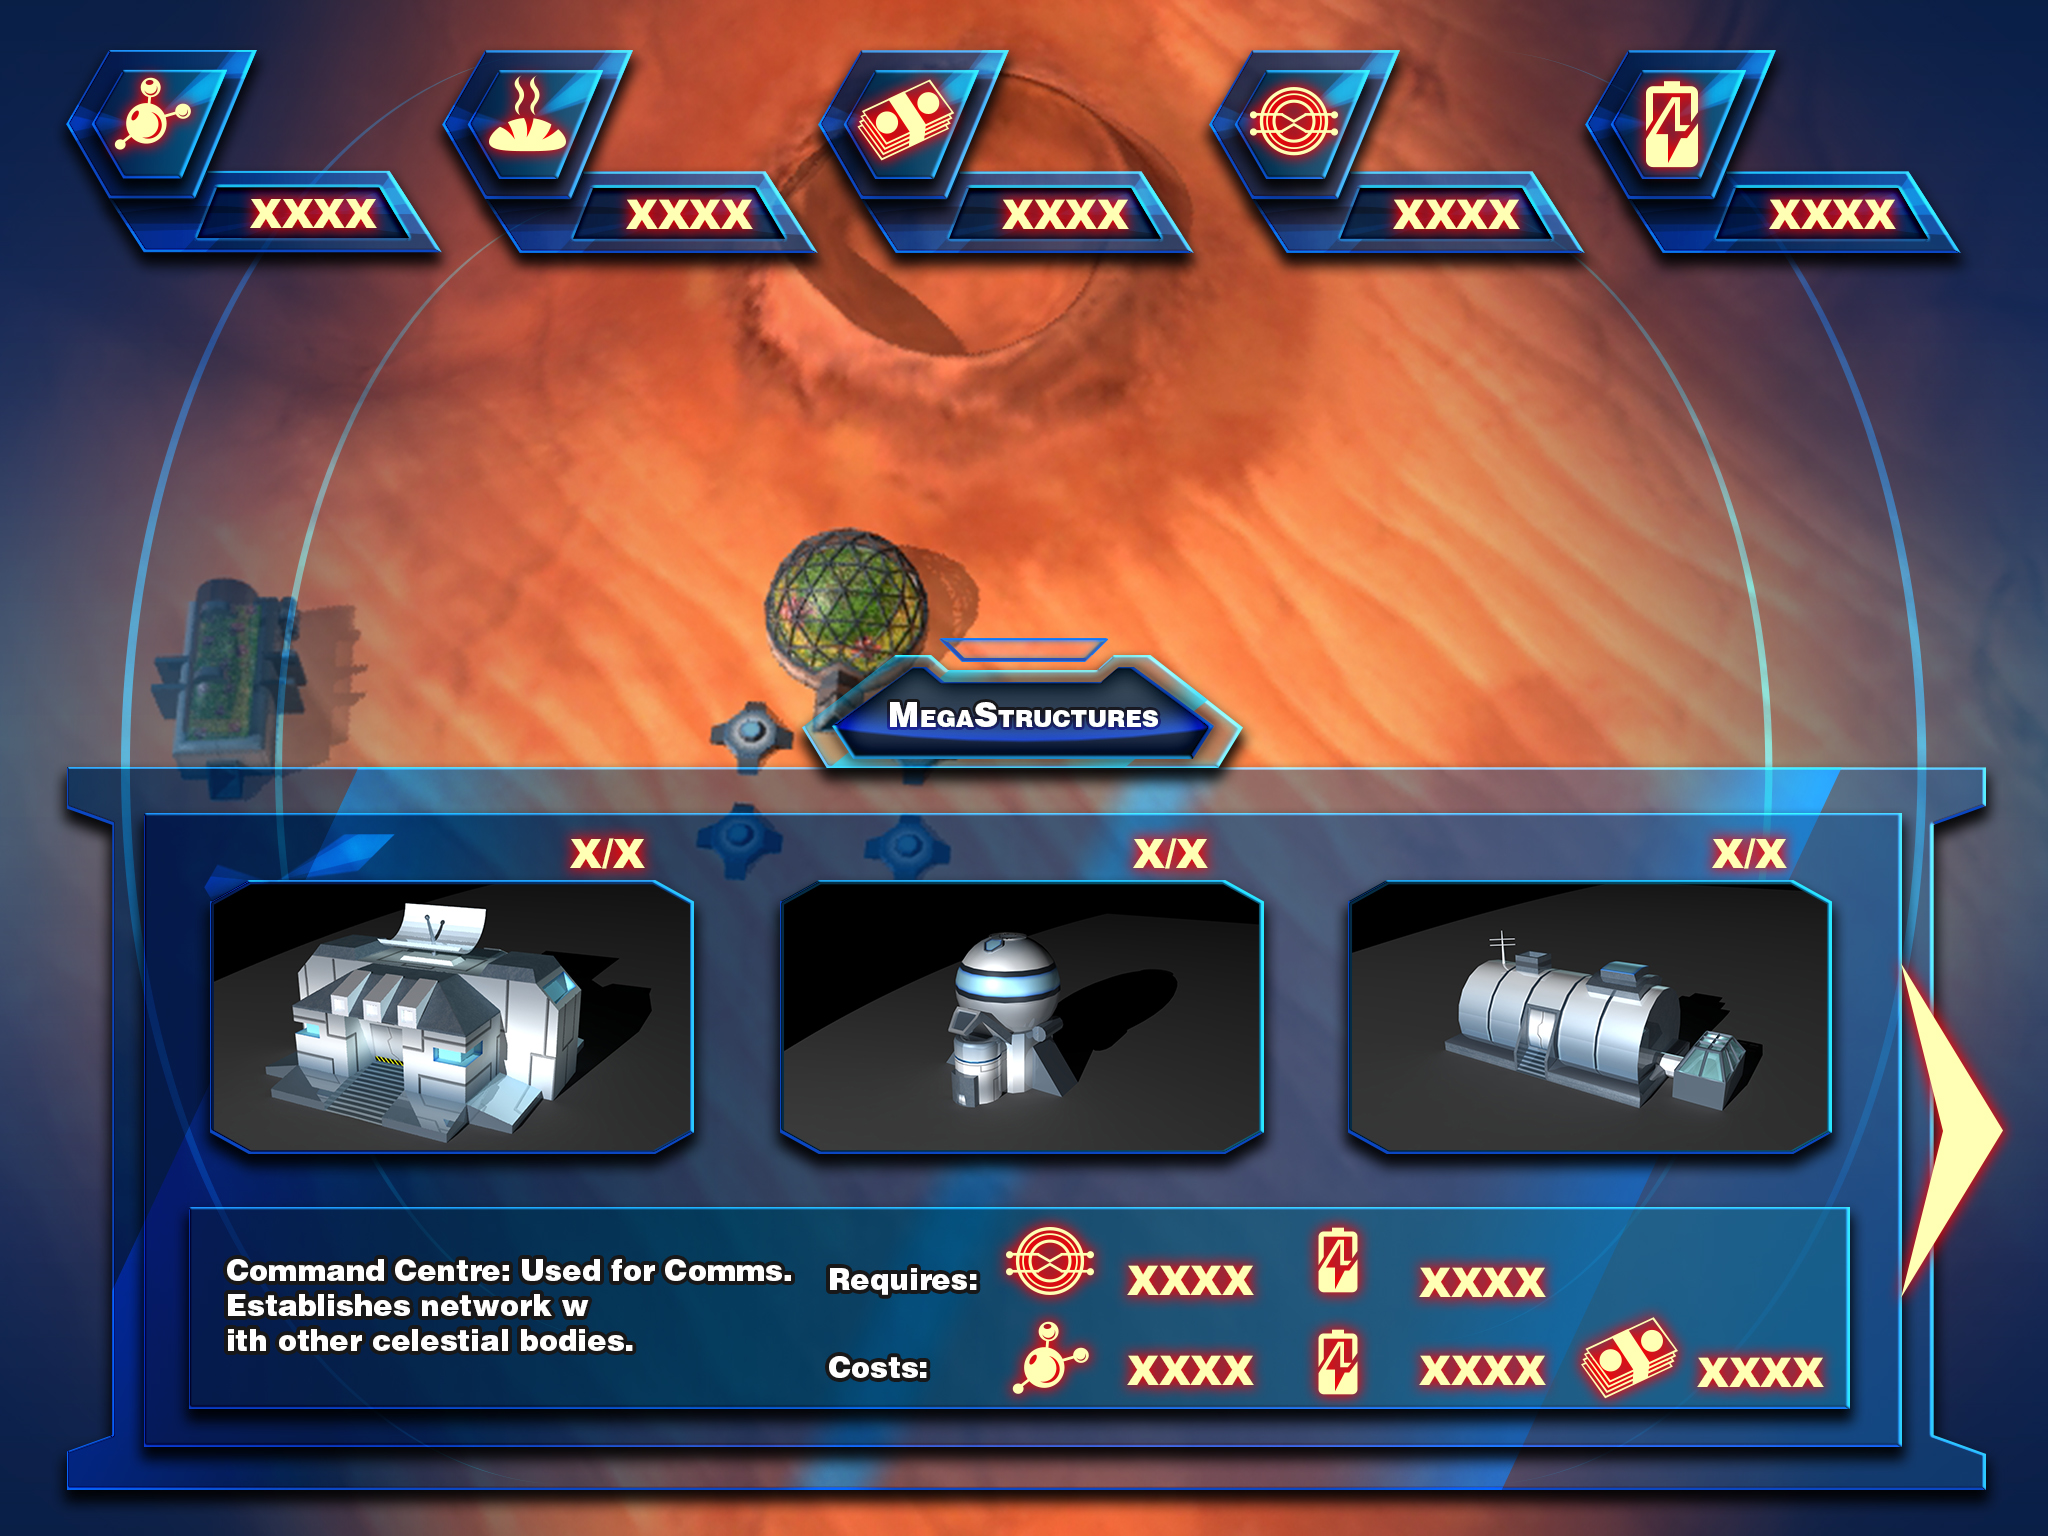 XXXX XXXX XXXX XXXX XXXX
MEGASTRUCTURES
X/X X/X X/X
Command Centre: Used for Comms.
Establishes network w
ith other celestial bodies.
Requires: XXXX XXXX
Costs: XXXX XXXX XXXX